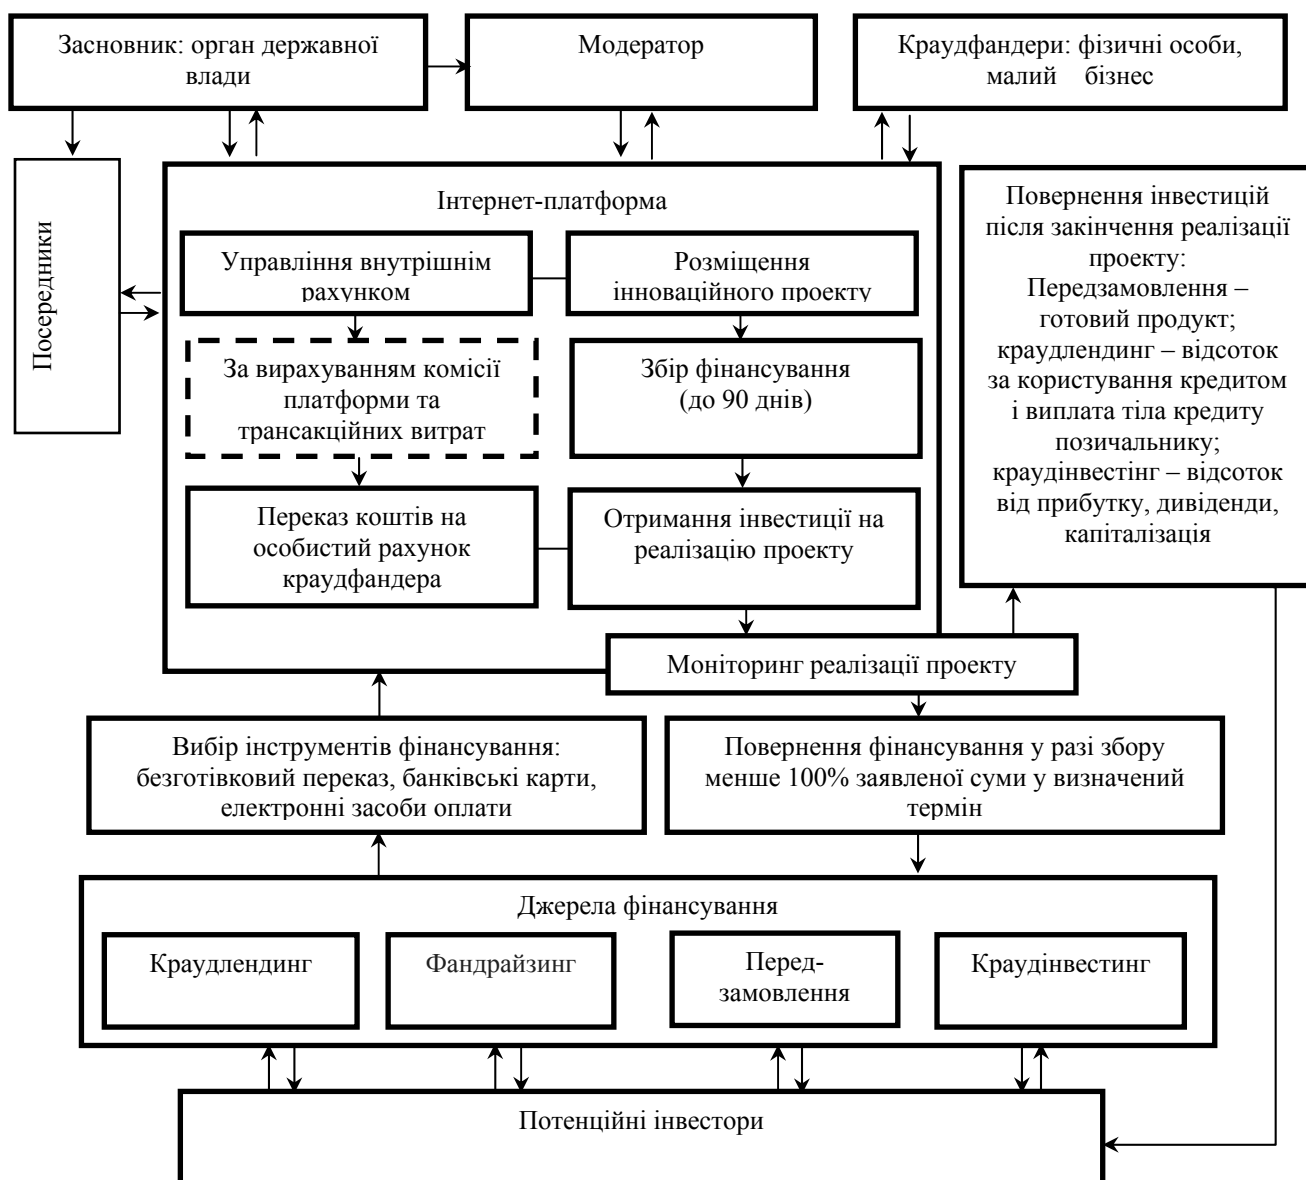 Засновник: орган державної
влади
Модератор
Краудфандери: фізичні особи,
малий бізнес
Посередники
Інтернет-платформа
Управління внутрішнім
рахунком
Розміщення
інноваційного проекту
За вирахуванням комісії
платформи та
трансакційних витрат
Збір фінансування
(до 90 днів)
Переказ коштів на
особистий рахунок
краудфандера
Отримання інвестиції на
реалізацію проекту
Моніторинг реалізації проекту
Повернення інвестицій
після закінчення реалізації
проекту:
Передзамовлення –
готовий продукт;
краудлендинг – відсоток
за користування кредитом
і виплата тіла кредиту
позичальнику;
краудінвестінг – відсоток
від прибутку, дивіденди,
капіталізація
Вибір інструментів фінансування:
безготівковий переказ, банківські карти,
електронні засоби оплати
Повернення фінансування у разі збору
менше 100% заявленої суми у визначений
термін
Джерела фінансування
Краудлендинг
Фандрайзинг
Перед-
замовлення
Краудінвестинг
Потенційні інвестори